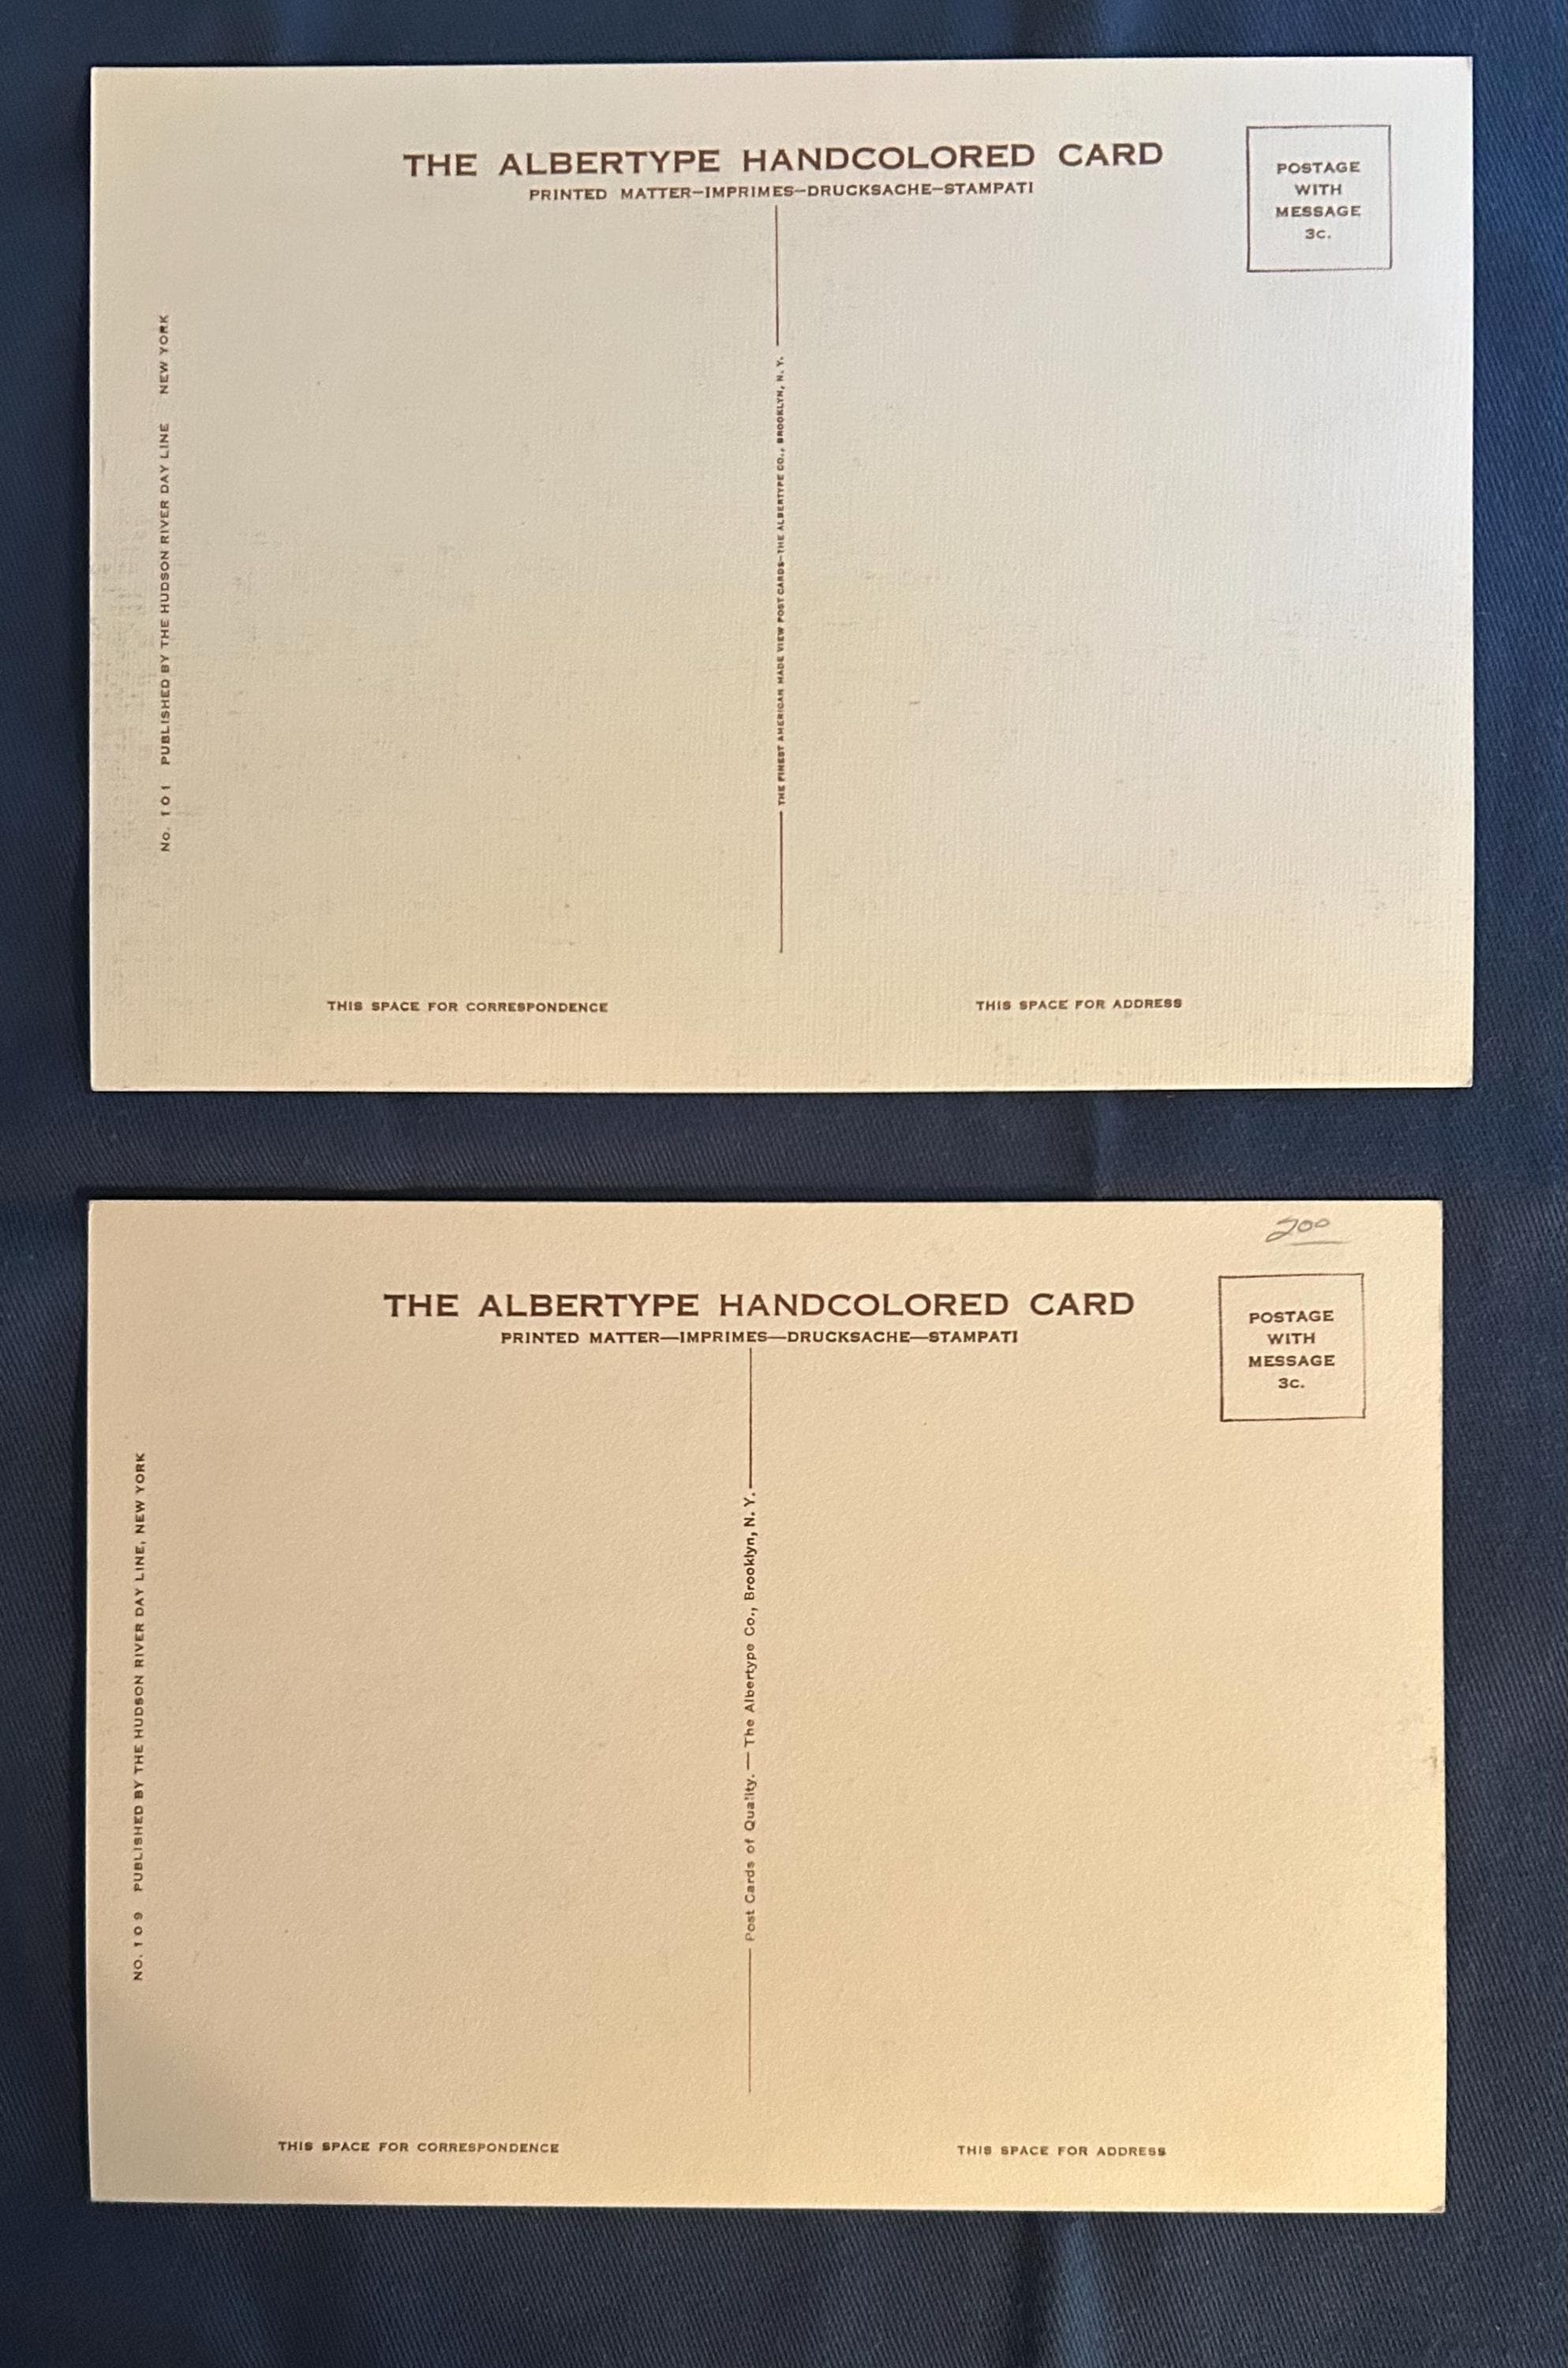 THE ALBERTYPE HANDCOLORED CARD
PRINTED MATTER—IMPRIMES—DRUCKSACHE—STAMPATI
POSTAGE
WITH
MESSAGE
3c.
No. 101 PUBLISHED BY THE HUDSON RIVER DAY LINE NEW YORK
THE FINEST AMERICAN MADE VIEW POST CARDS—THE ALBERTYPE CO., BROOKLYN, N. Y.
THIS SPACE FOR CORRESPONDENCE
THIS SPACE FOR ADDRESS
200
THE ALBERTYPE HANDCOLORED CARD
PRINTED MATTER—IMPRIMES—DRUCKSACHE—STAMPATI
POSTAGE
WITH
MESSAGE
3c.
NO. 109 PUBLISHED BY THE HUDSON RIVER DAY LINE, NEW YORK
Post Cards of Quality. — The Albertype Co., Brooklyn, N. Y.
THIS SPACE FOR CORRESPONDENCE
THIS SPACE FOR ADDRESS